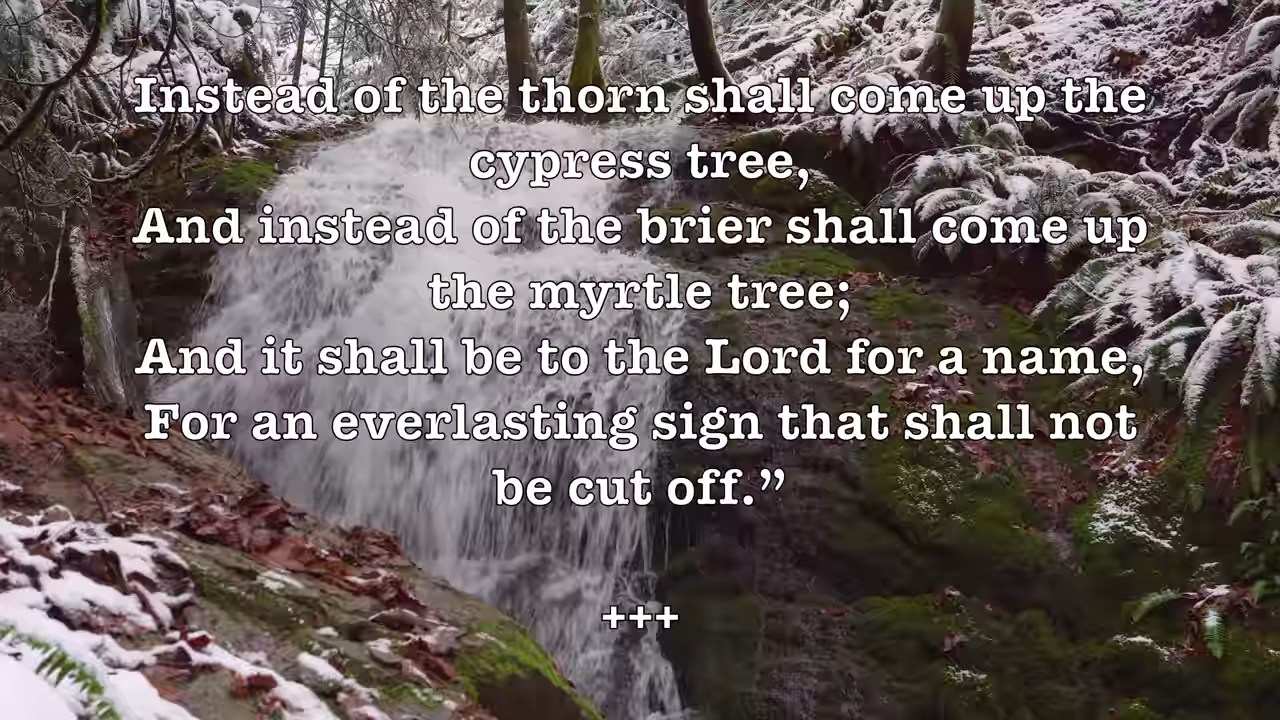 Instead of the thorn shall come up the
cypress tree,
And instead of the brier shall come up
the myrtle tree;
And it shall be to the Lord for a name,
For an everlasting sign that shall not
be cut off.”
+++